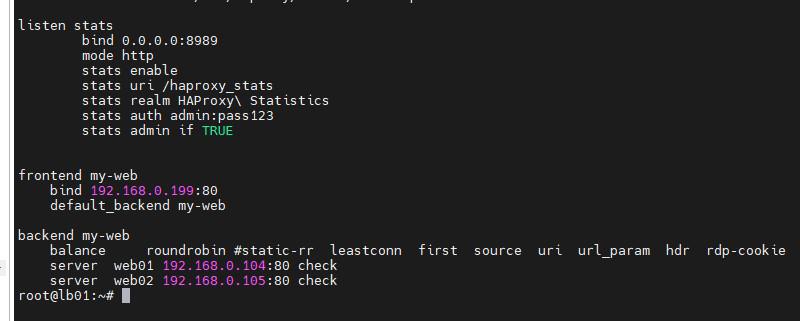 listen stats
        bind 0.0.0.0:8989
        mode http
        stats enable
        stats uri /haproxy_stats
        stats realm HAProxy\ Statistics
        stats auth admin:pass123
        stats admin if TRUE
frontend my-web
    bind 192.168.0.199:80
    default_backend my-web
backend my-web
    balance     roundrobin #static-rr  leastconn  first  source  uri  url_param  hdr  rdp-cookie
    server  web01 192.168.0.104:80 check
    server  web02 192.168.0.105:80 check
root@lb01:~#